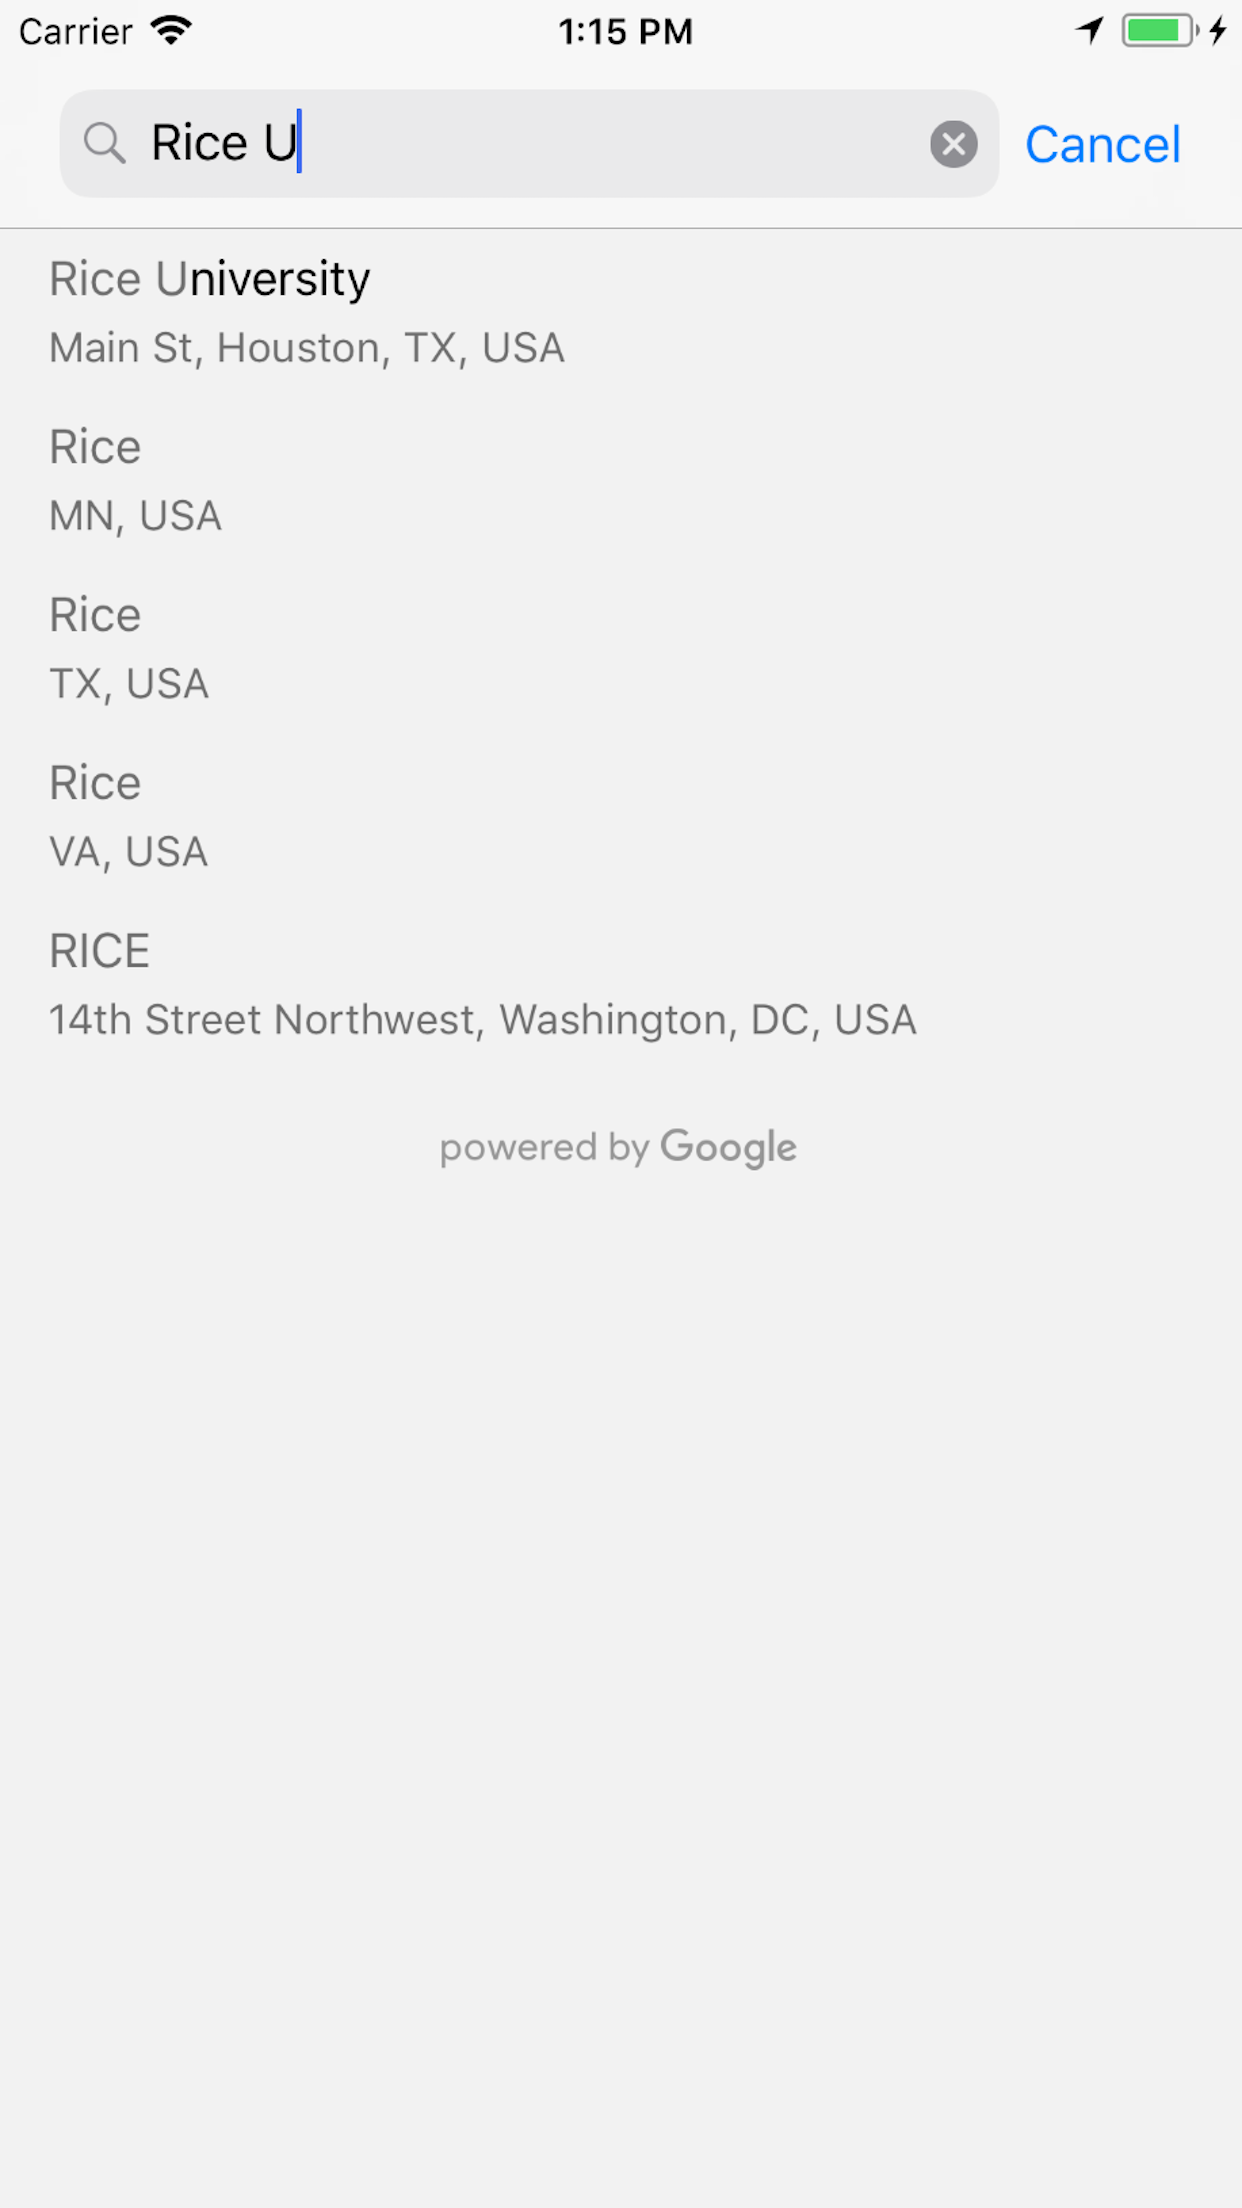 Carrier 1:15 PM
Rice U Cancel
Rice University
Main St, Houston, TX, USA
Rice
MN, USA
Rice
TX, USA
Rice
VA, USA
RICE
14th Street Northwest, Washington, DC, USA
powered by Google